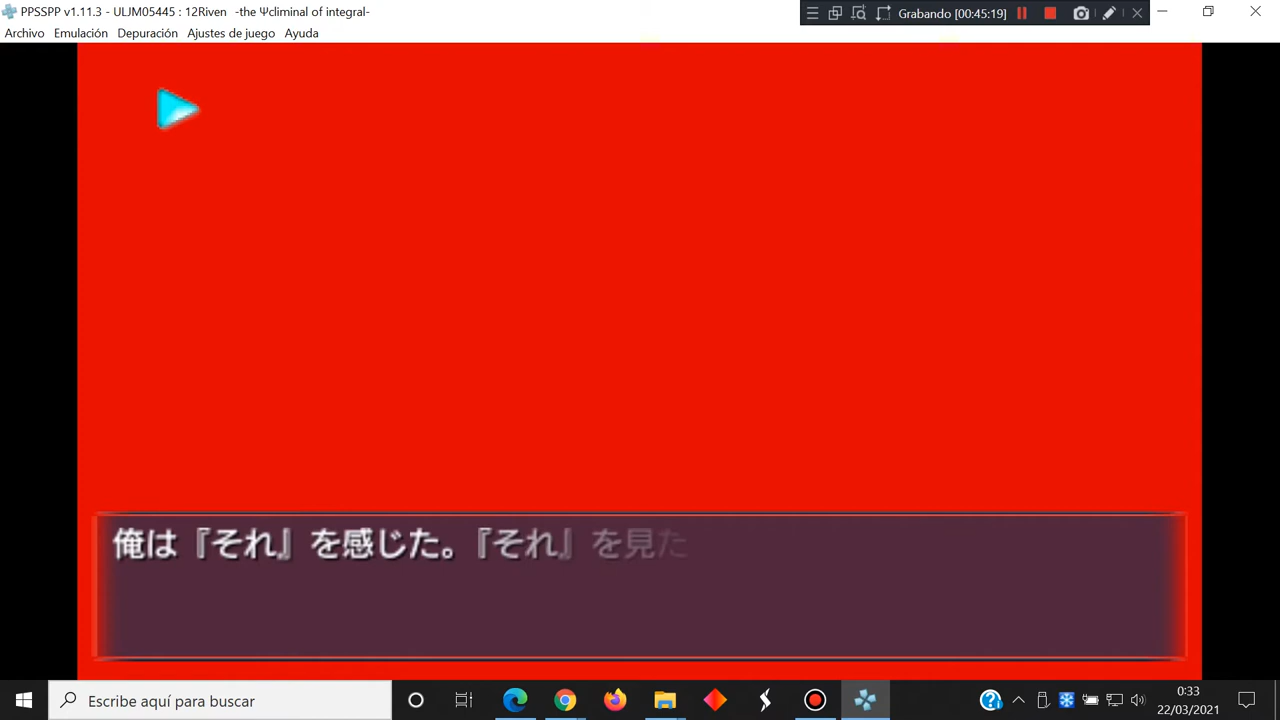 PPSSPP v1.11.3 - ULJM05445 : 12Riven -the Ψcliminal of integral-
Grabando [00:45:19]
Archivo Emulación Depuración Ajustes de juego Ayuda
俺は『それ』を感じた。『それ』を見た
Escribe aquí para buscar
0:33
22/03/2021